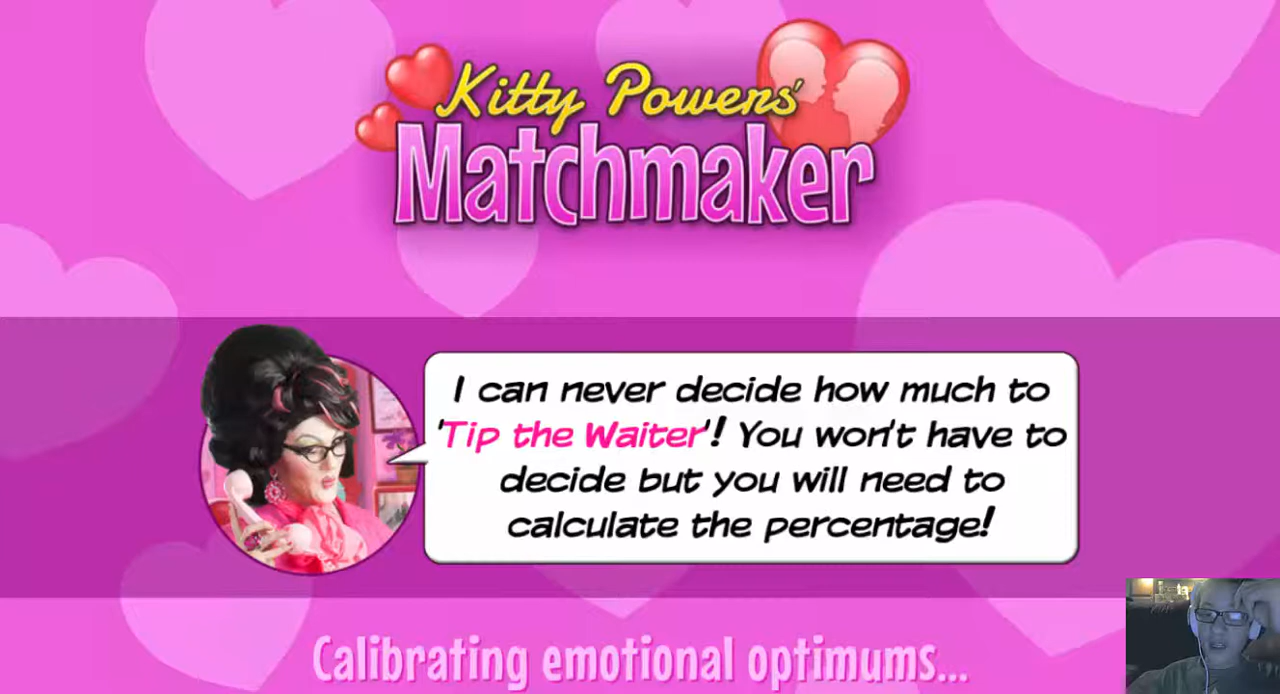 Kitty Powers'
Matchmaker
I can never decide how much to
'Tip the Waiter'! You won't have to
decide but you will need to
calculate the percentage!
Calibrating emotional optimums...